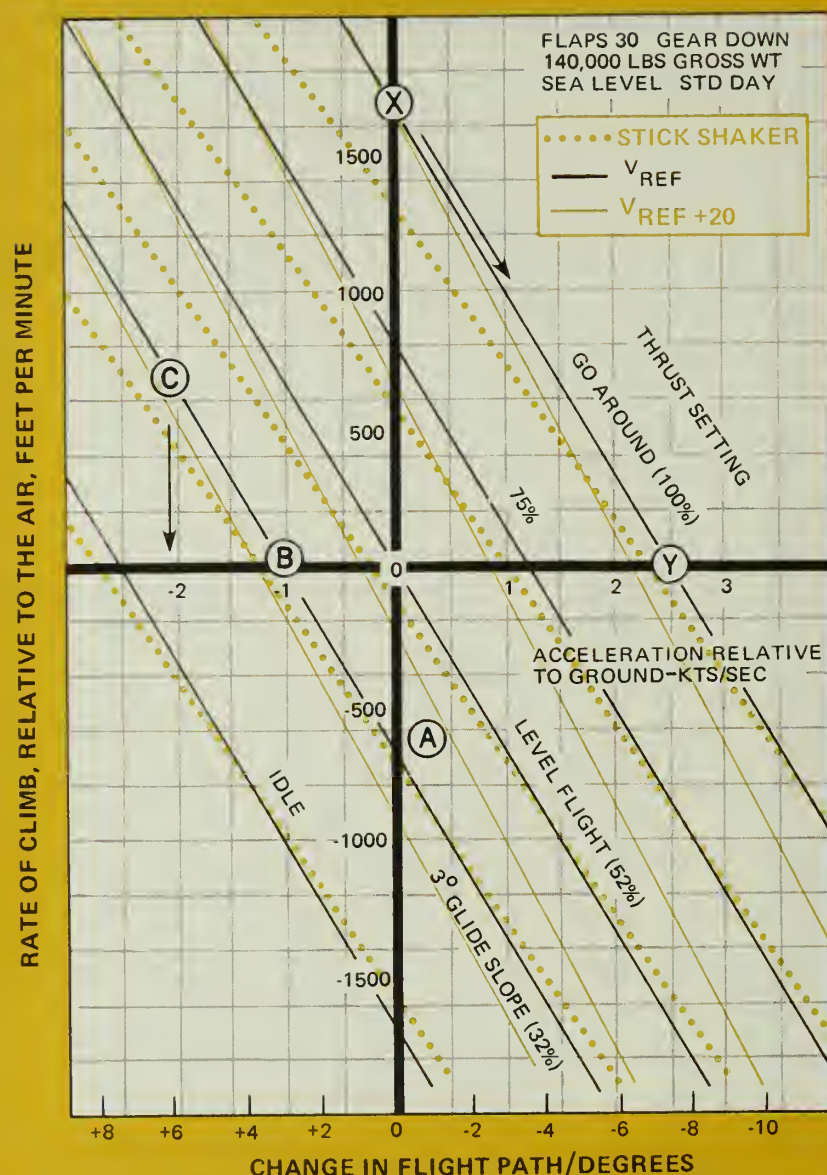 FLAPS 30 GEAR DOWN
140,000 LBS GROSS WT
SEA LEVEL STD DAY
STICK SHAKER
VREF
VREF +20
RATE OF CLIMB, RELATIVE TO THE AIR, FEET PER MINUTE
X
1500
1000
THRUST SETTING
GO AROUND (100%)
C
500
75%
B
0
Y
-2
-1
1
2
3
ACCELERATION RELATIVE
TO GROUND-KTS/SEC
-500
A
LEVEL FLIGHT (52%)
IDLE
-1000
3° GLIDE SLOPE (32%)
-1500
+8
+6
+4
+2
0
-2
-4
-6
-8
-10
CHANGE IN FLIGHT PATH/DEGREES